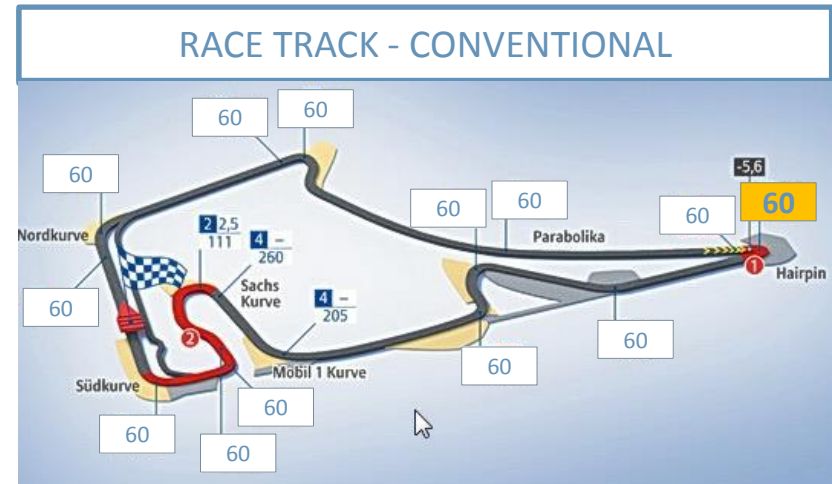 RACE TRACK - CONVENTIONAL
60
60
60
-5,6
60
60
60
60
Nordkurve
2 2,5
111
4 –
260
Parabolika
1
Hairpin
Sachs
Kurve
60
4 –
205
60
2
Mobil 1 Kurve
60
Südkurve
60
60
60